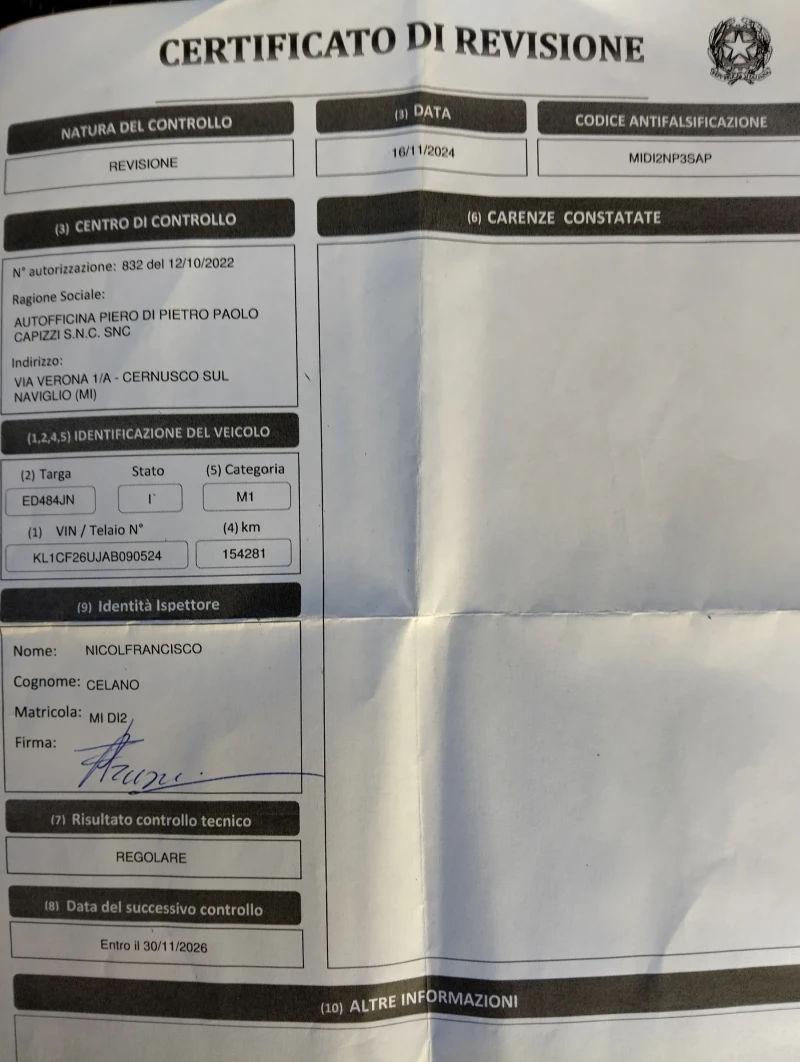 CERTIFICATO DI REVISIONE
NATURA DEL CONTROLLO
REVISIONE
(3) DATA
16/11/2024
CODICE ANTIFALSIFICAZIONE
MIDI2NP3SAP
(3) CENTRO DI CONTROLLO
N° autorizzazione: 832 del 12/10/2022
Ragione Sociale:
AUTOFFICINA PIERO DI PIETRO PAOLO
CAPIZZI S.N.C. SNC
Indirizzo:
VIA VERONA 1/A - CERNUSCO SUL
NAVIGLIO (MI)
(6) CARENZE CONSTATATE
(1,2,4,5) IDENTIFICAZIONE DEL VEICOLO
(2) Targa Stato (5) Categoria
ED484JN I M1
(1) VIN / Telaio N° (4) km
KL1CF26UJAB090524 154281
(9) Identità Ispettore
Nome: NICOLFRANCISCO
Cognome: CELANO
Matricola: MI DI2
Firma:
(7) Risultato controllo tecnico
REGOLARE
(8) Data del successivo controllo
Entro il 30/11/2026
(10) ALTRE INFORMAZIONI